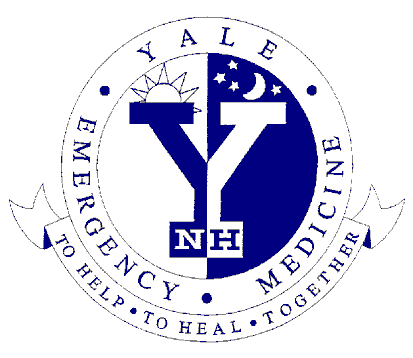 YALE
EMERGENCY MEDICINE
Y
NH
TO HELP • TO HEAL • TOGETHER